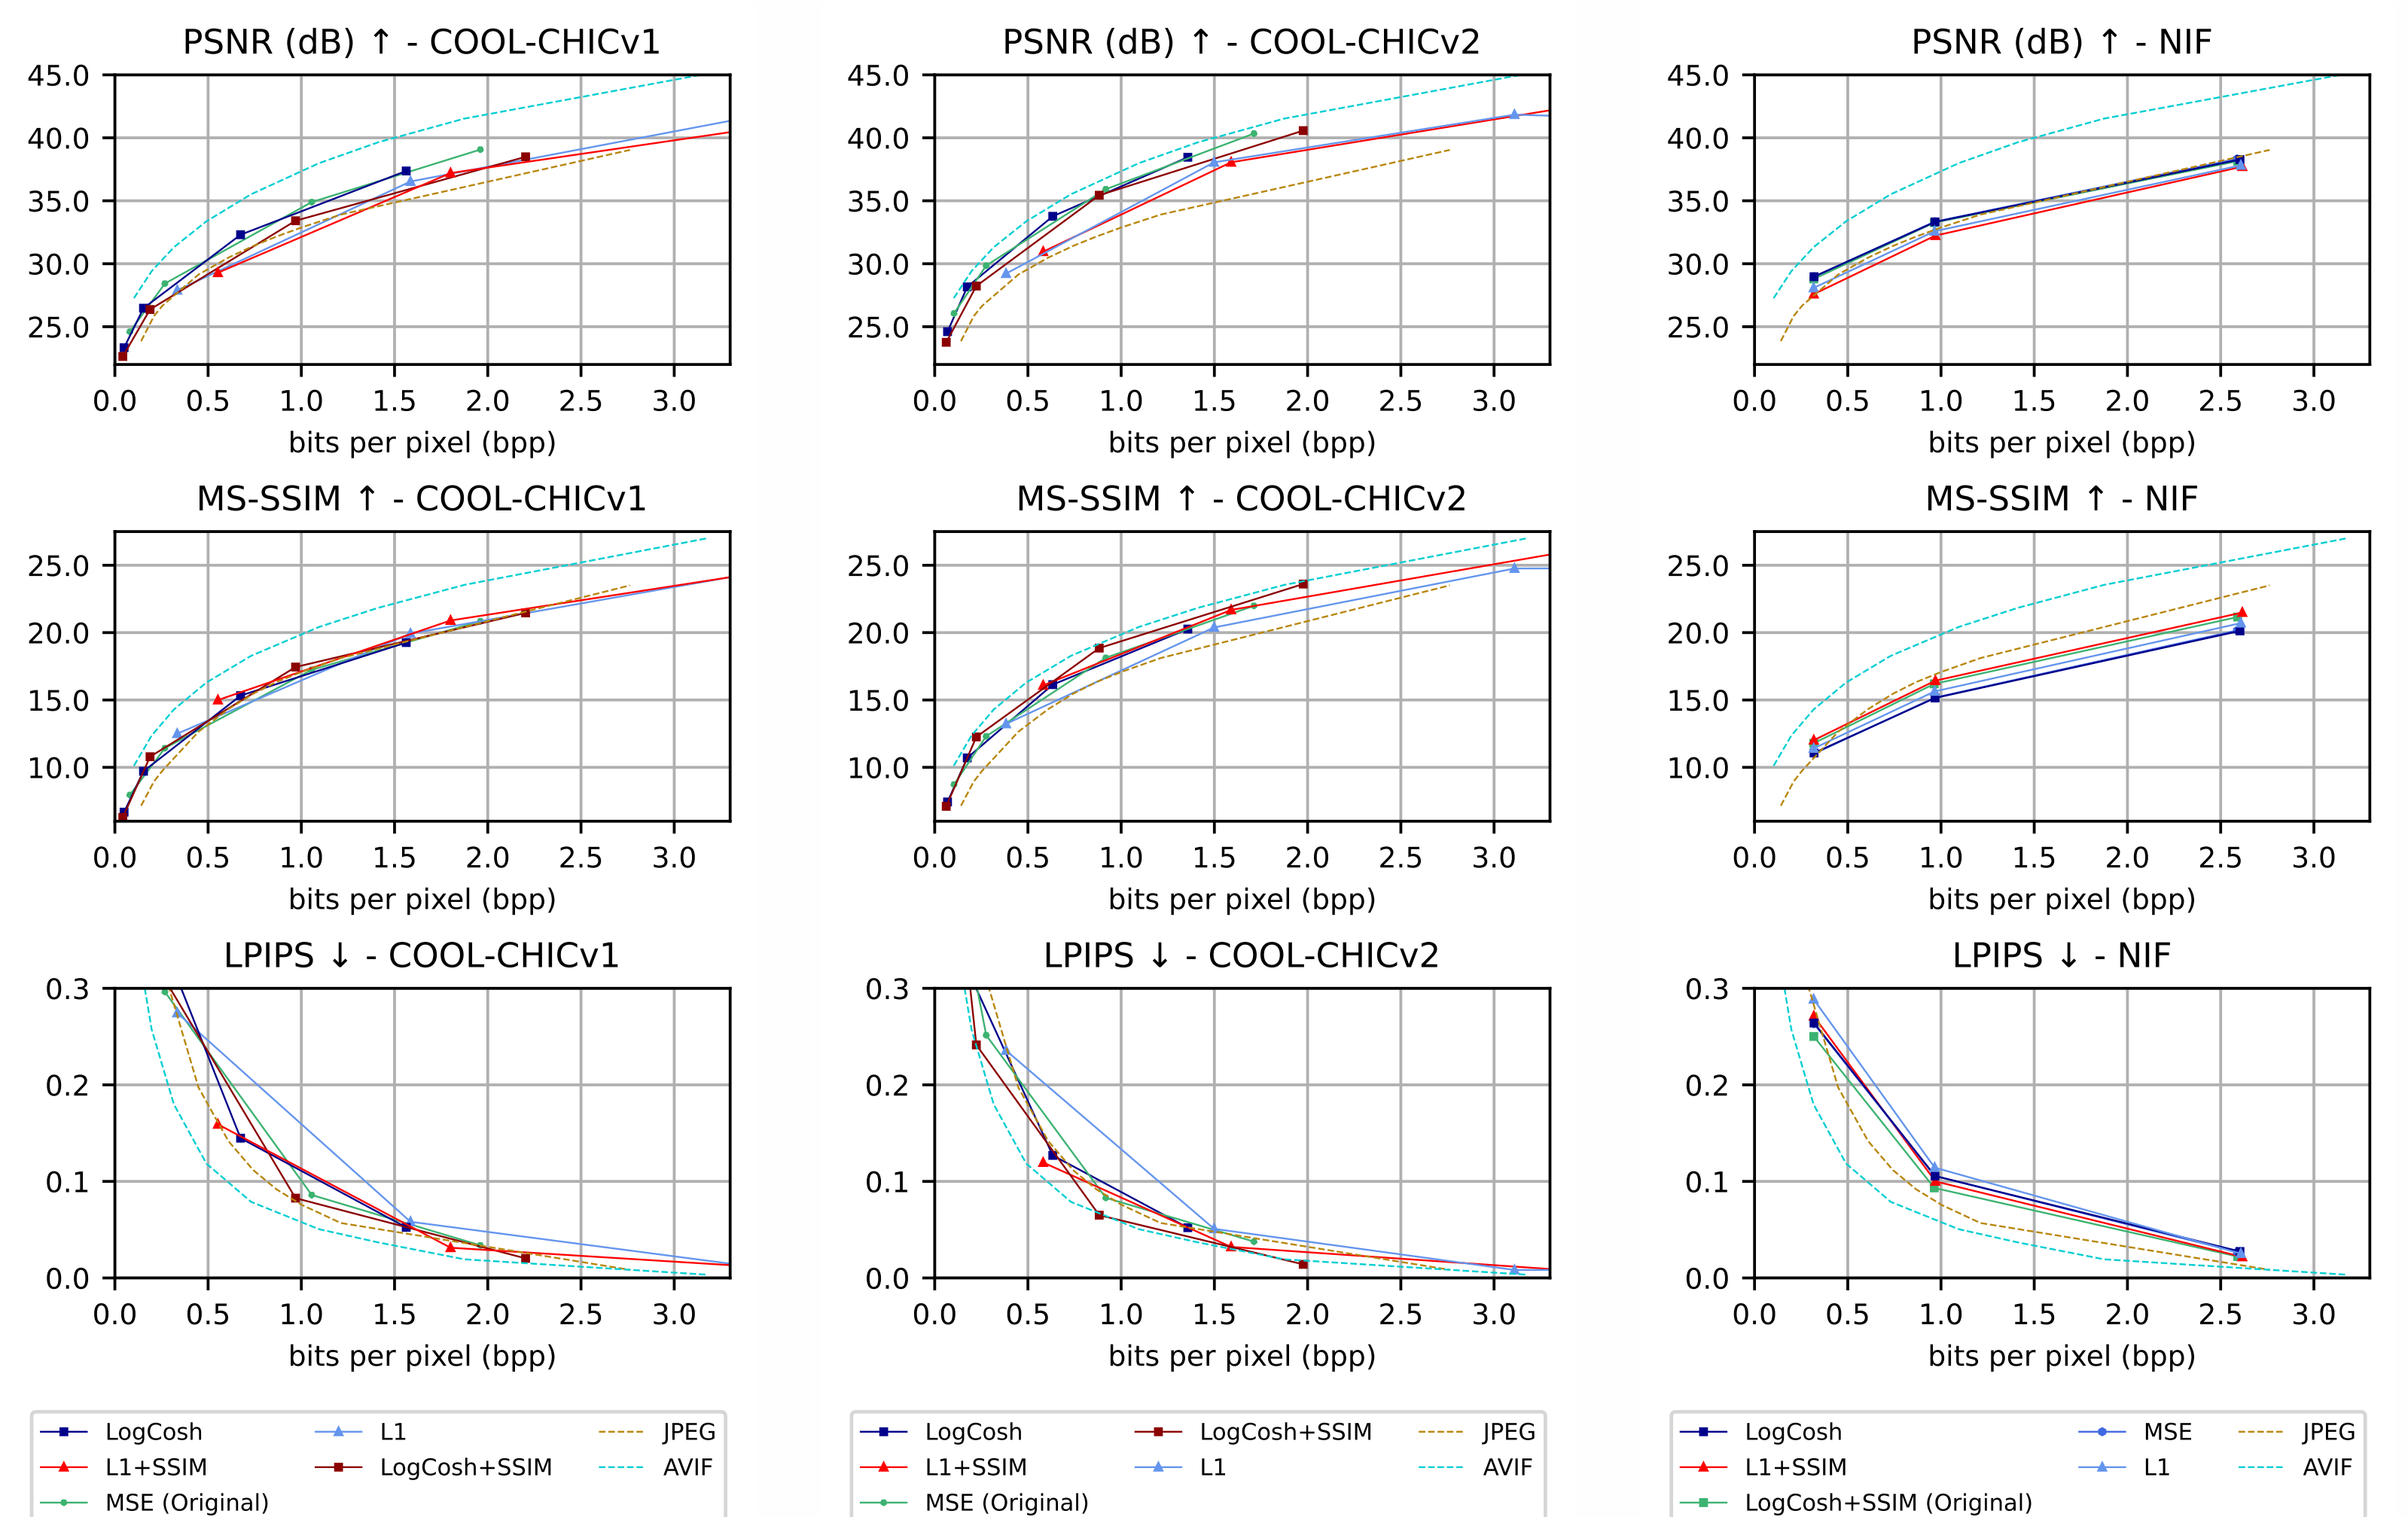 PSNR (dB) ↑ - COOL-CHICv1
PSNR (dB) ↑ - COOL-CHICv2
PSNR (dB) ↑ - NIF
45.0
40.0
35.0
30.0
25.0
0.0 0.5 1.0 1.5 2.0 2.5 3.0
bits per pixel (bpp)
45.0
40.0
35.0
30.0
25.0
0.0 0.5 1.0 1.5 2.0 2.5 3.0
bits per pixel (bpp)
45.0
40.0
35.0
30.0
25.0
0.0 0.5 1.0 1.5 2.0 2.5 3.0
bits per pixel (bpp)
MS-SSIM ↑ - COOL-CHICv1
MS-SSIM ↑ - COOL-CHICv2
MS-SSIM ↑ - NIF
25.0
20.0
15.0
10.0
0.0 0.5 1.0 1.5 2.0 2.5 3.0
bits per pixel (bpp)
25.0
20.0
15.0
10.0
0.0 0.5 1.0 1.5 2.0 2.5 3.0
bits per pixel (bpp)
25.0
20.0
15.0
10.0
0.0 0.5 1.0 1.5 2.0 2.5 3.0
bits per pixel (bpp)
LPIPS ↓ - COOL-CHICv1
LPIPS ↓ - COOL-CHICv2
LPIPS ↓ - NIF
0.3
0.2
0.1
0.0
0.0 0.5 1.0 1.5 2.0 2.5 3.0
bits per pixel (bpp)
0.3
0.2
0.1
0.0
0.0 0.5 1.0 1.5 2.0 2.5 3.0
bits per pixel (bpp)
0.3
0.2
0.1
0.0
0.0 0.5 1.0 1.5 2.0 2.5 3.0
bits per pixel (bpp)
LogCosh L1 JPEG
L1+SSIM LogCosh+SSIM AVIF
MSE (Original)
LogCosh LogCosh+SSIM JPEG
L1+SSIM L1 AVIF
MSE (Original)
LogCosh MSE JPEG
L1+SSIM L1 AVIF
LogCosh+SSIM (Original)